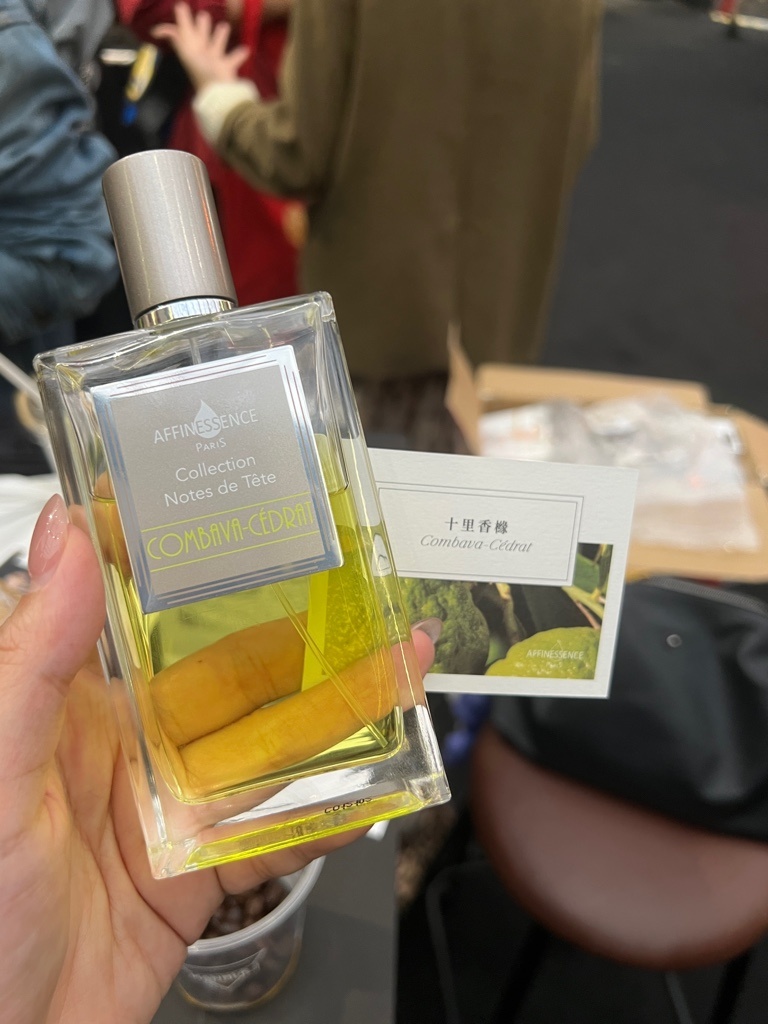 AFFINESSENCE
PARIS
Collection
Notes de Tête
COMBAVA-CÉDRAT
十里香橼
Combava-Cédrat
AFFINESSENCE